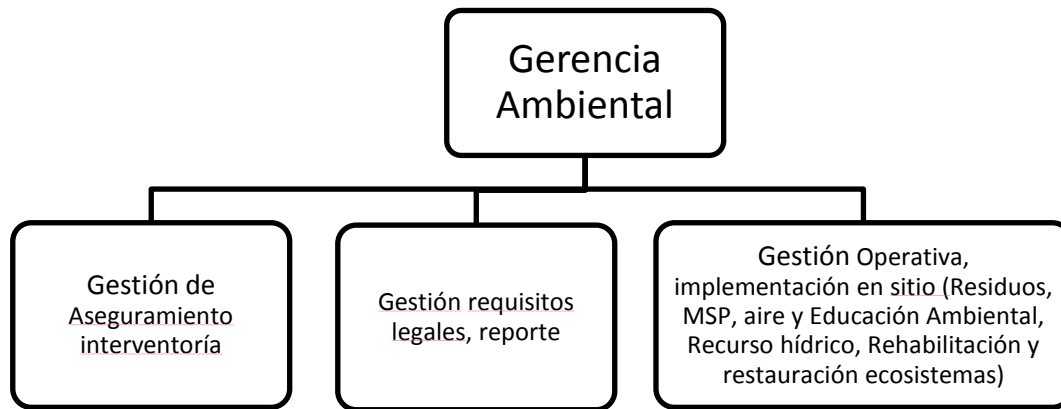 Gerencia
Ambiental
Gestión de
Aseguramiento
interventoría
Gestión requisitos
legales, reporte
Gestión Operativa,
implementación en sitio (Residuos,
MSP, aire y Educación Ambiental,
Recurso hídrico, Rehabilitación y
restauración ecosistemas)